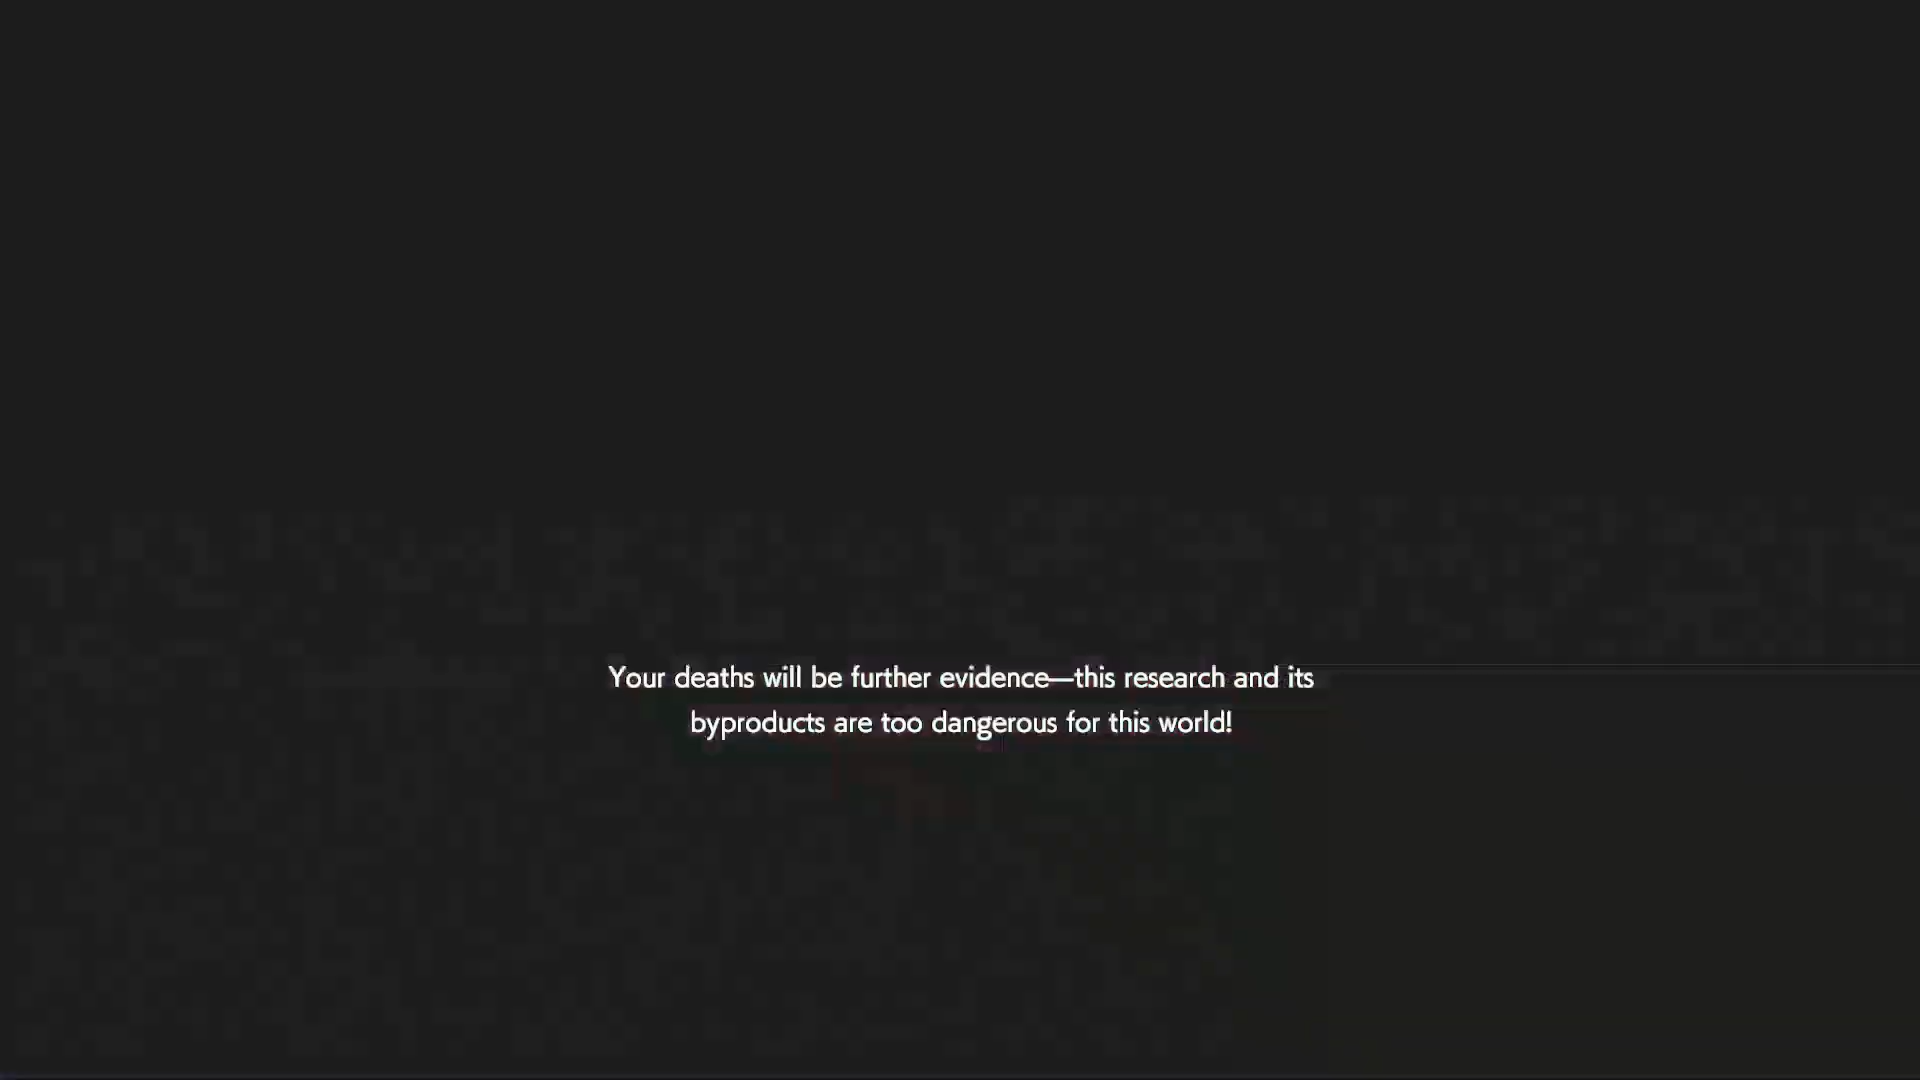 Your deaths will be further evidence—this research and its
byproducts are too dangerous for this world!